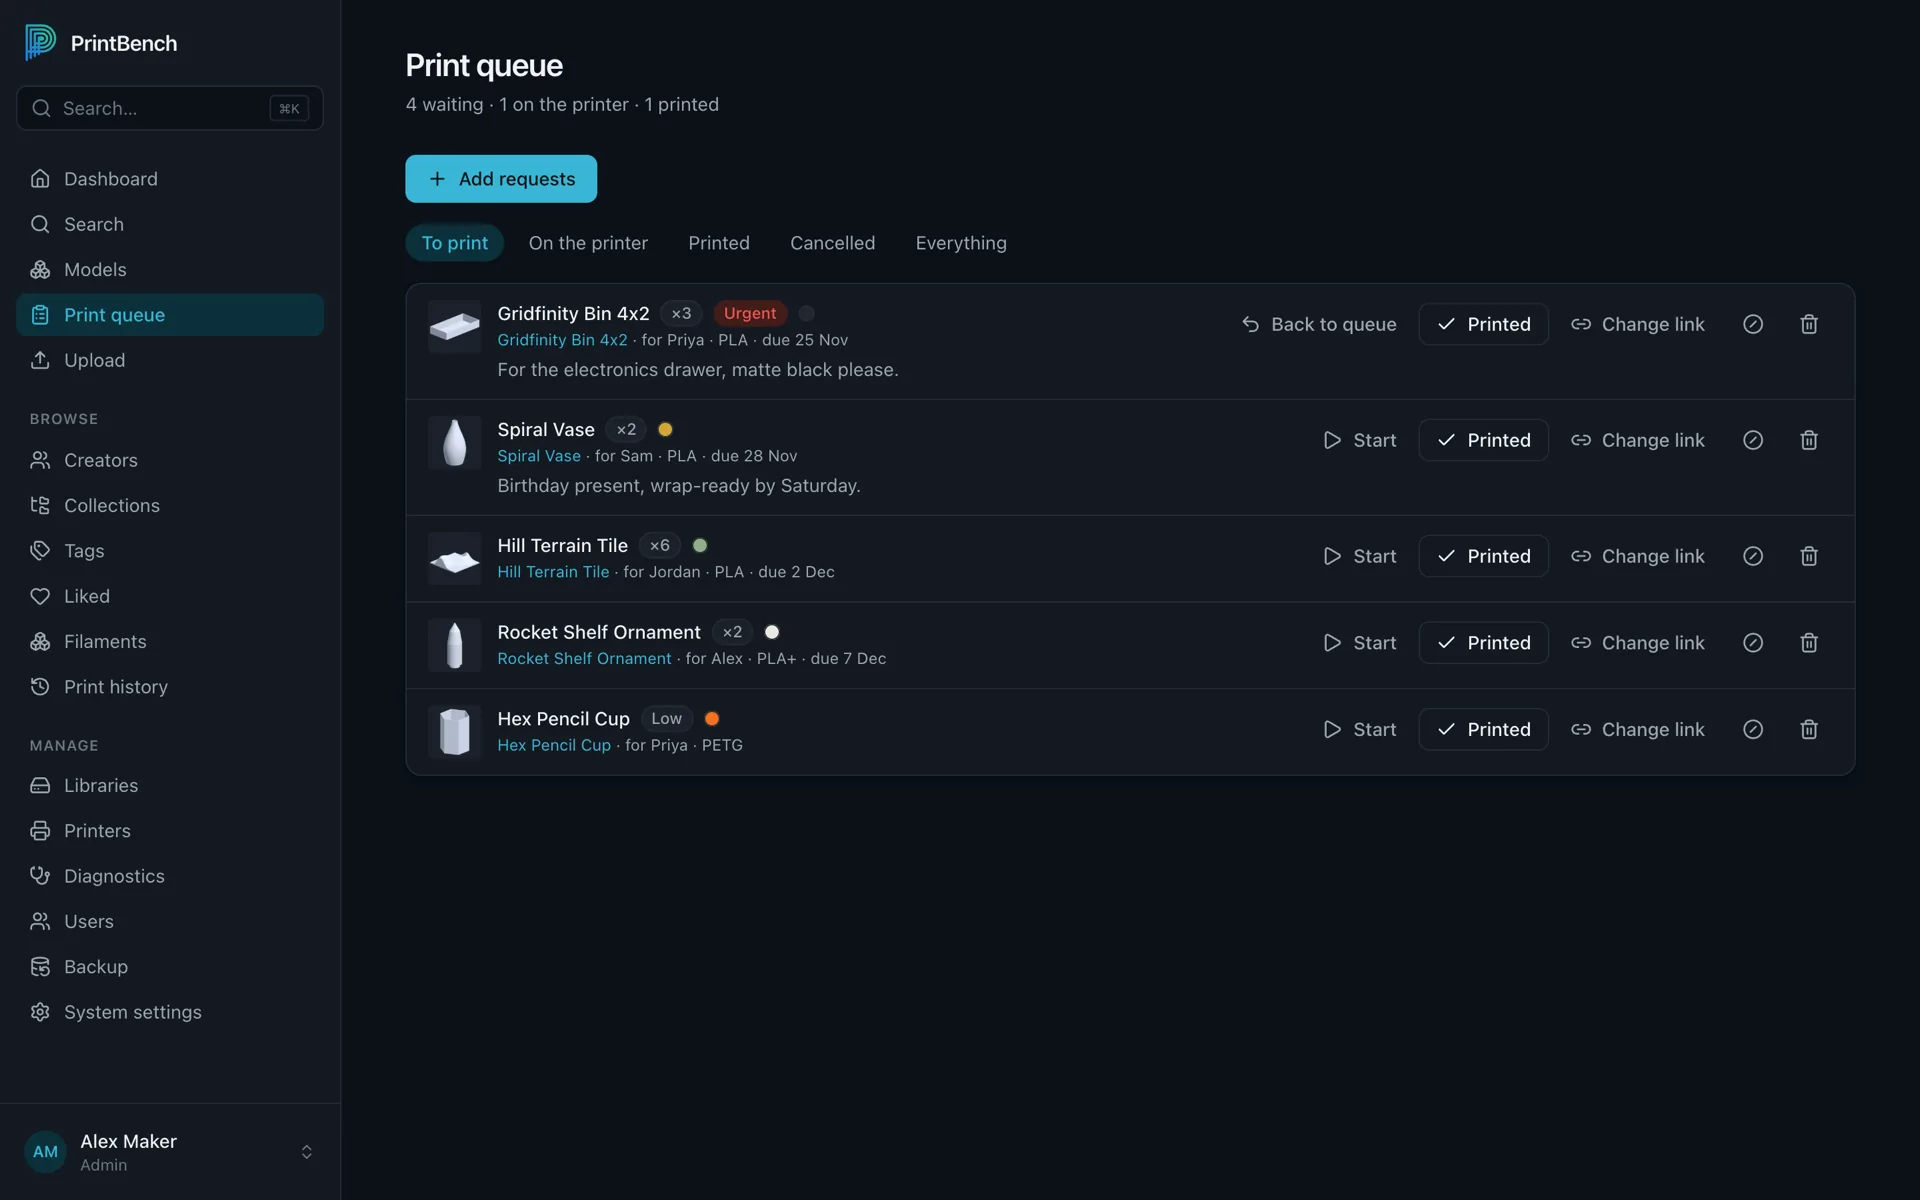 PrintBench
Search... ⌘K
Dashboard
Search
Models
Print queue
Upload
BROWSE
Creators
Collections
Tags
Liked
Filaments
Print history
MANAGE
Libraries
Printers
Diagnostics
Users
Backup
System settings
AM
Alex Maker
Admin
Print queue
4 waiting · 1 on the printer · 1 printed
+ Add requests
To print On the printer Printed Cancelled Everything
Gridfinity Bin 4x2 ×3 Urgent Back to queue Printed Change link
Gridfinity Bin 4x2 · for Priya · PLA · due 25 Nov
For the electronics drawer, matte black please.
Spiral Vase ×2 Start Printed Change link
Spiral Vase · for Sam · PLA · due 28 Nov
Birthday present, wrap-ready by Saturday.
Hill Terrain Tile ×6 Start Printed Change link
Hill Terrain Tile · for Jordan · PLA · due 2 Dec
Rocket Shelf Ornament ×2 Start Printed Change link
Rocket Shelf Ornament · for Alex · PLA+ · due 7 Dec
Hex Pencil Cup Low Start Printed Change link
Hex Pencil Cup · for Priya · PETG